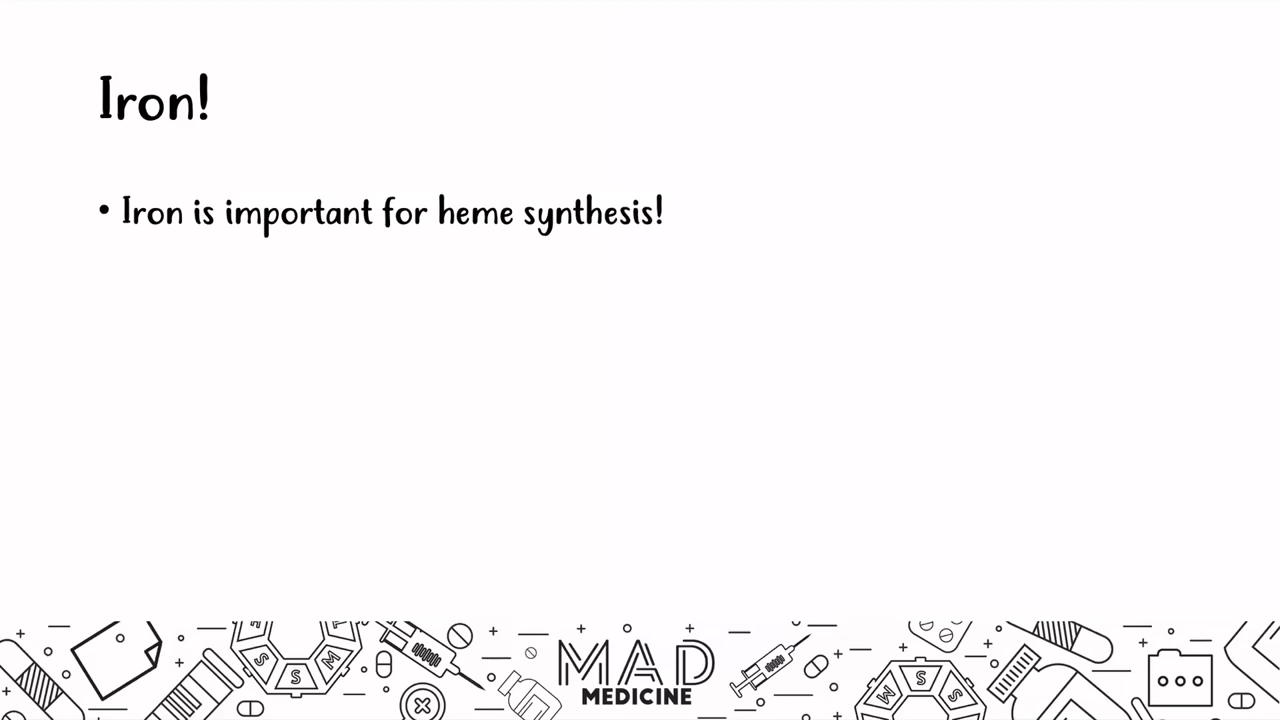 Iron!
• Iron is important for heme synthesis!
S
S
M
MAD
MEDICINE
M
S
S